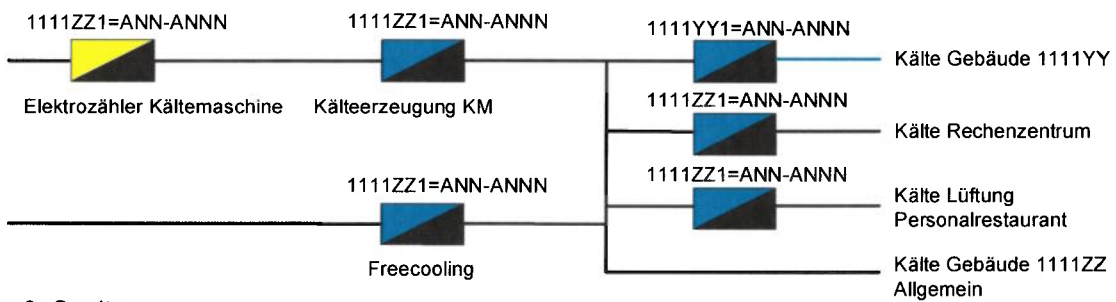 1111ZZ1=ANN-ANNN
1111ZZ1=ANN-ANNN
1111YY1=ANN-ANNN
Kälte Gebäude 1111YY
Elektrozähler Kältemaschine
Kälteerzeugung KM
1111ZZ1=ANN-ANNN
Kälte Rechenzentrum
1111ZZ1=ANN-ANNN
1111ZZ1=ANN-ANNN
Kälte Lüftung
Personalrestaurant
Freecooling
Kälte Gebäude 1111ZZ
Allgemein